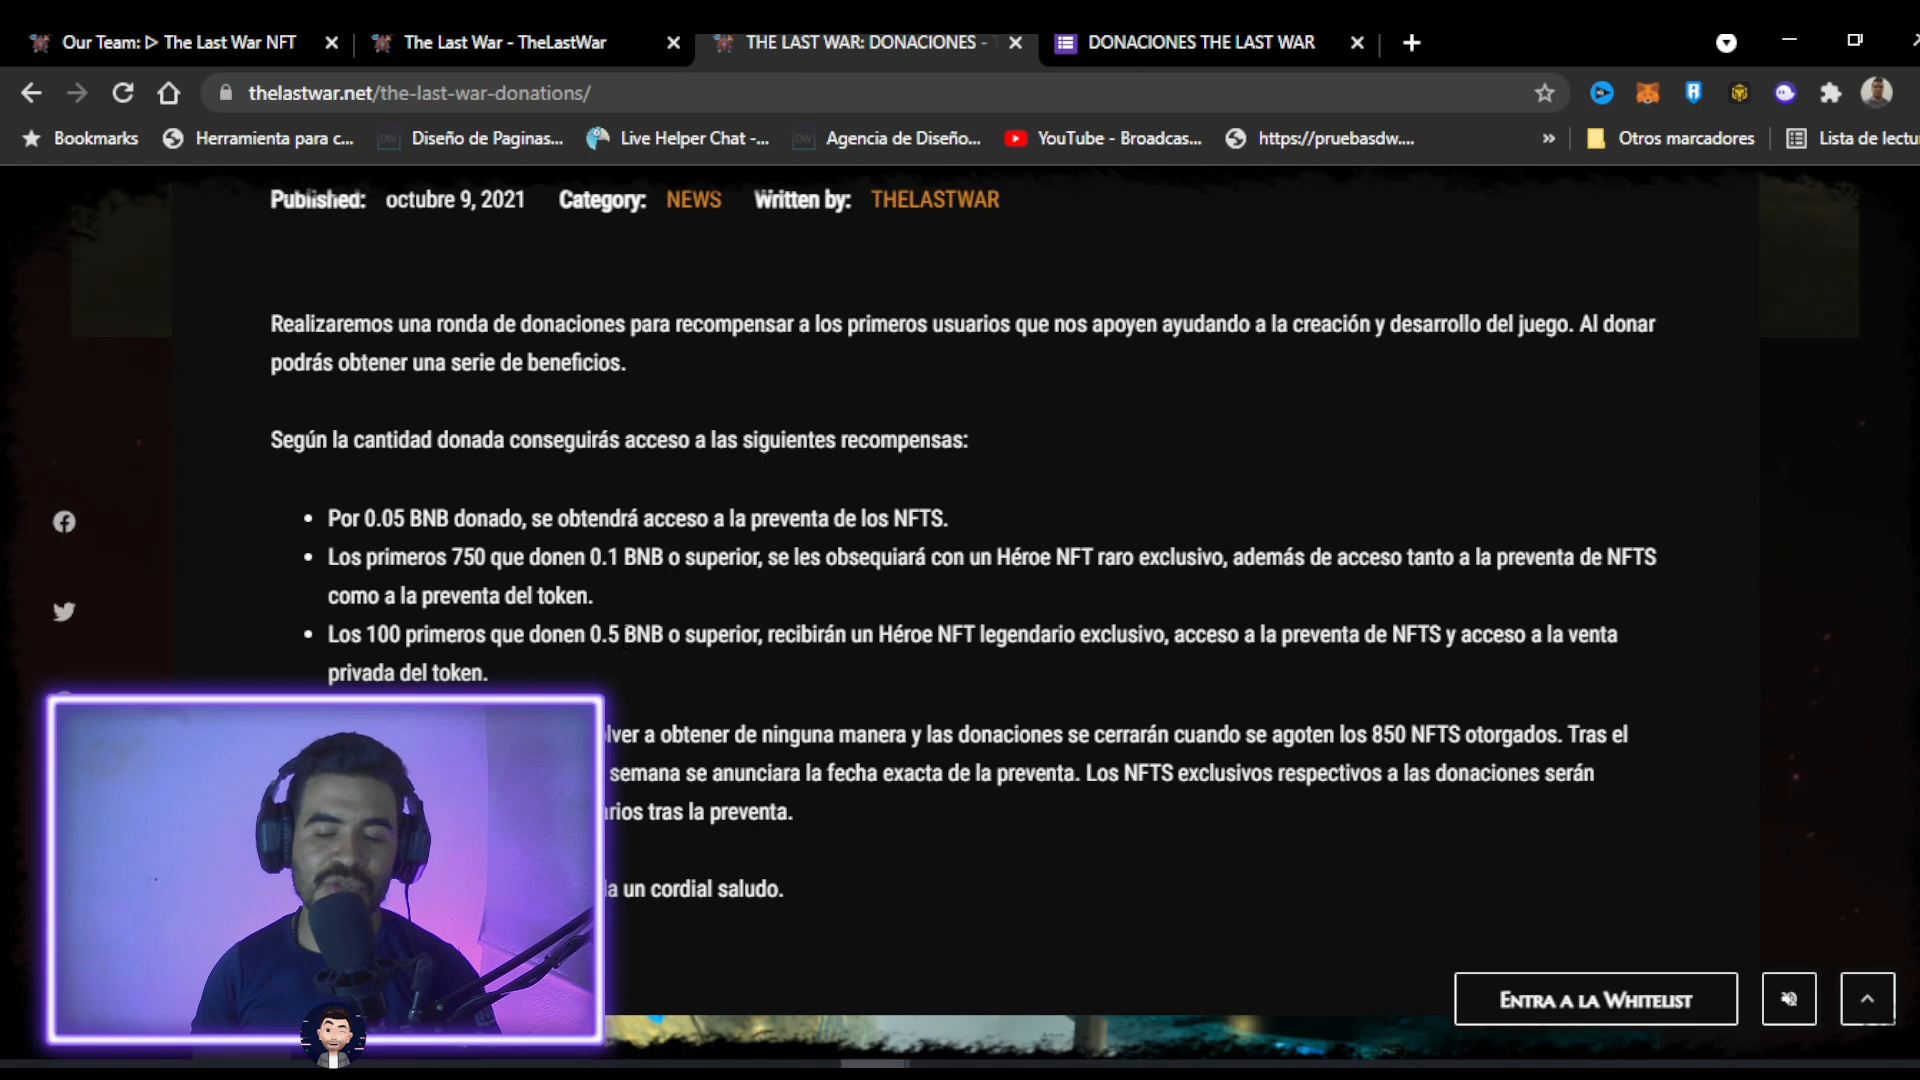 Our Team: ▷ The Last War NFT
The Last War - TheLastWar
THE LAST WAR: DONACIONES -
DONACIONES THE LAST WAR
thelastwar.net/the-last-war-donations/
Bookmarks
Herramienta para c...
Diseño de Paginas...
Live Helper Chat -...
Agencia de Diseño...
YouTube - Broadcas...
https://pruebasdw....
»
Otros marcadores
Lista de lectu
Published: octubre 9, 2021 Category: NEWS Written by: THELASTWAR
Realizaremos una ronda de donaciones para recompensar a los primeros usuarios que nos apoyen ayudando a la creación y desarrollo del juego. Al donar
podrás obtener una serie de beneficios.
Según la cantidad donada conseguirás acceso a las siguientes recompensas:
• Por 0.05 BNB donado, se obtendrá acceso a la preventa de los NFTS.
• Los primeros 750 que donen 0.1 BNB o superior, se les obsequiará con un Héroe NFT raro exclusivo, además de acceso tanto a la preventa de NFTS
como a la preventa del token.
• Los 100 primeros que donen 0.5 BNB o superior, recibirán un Héroe NFT legendario exclusivo, acceso a la preventa de NFTS y acceso a la venta
privada del token.
lver a obtener de ninguna manera y las donaciones se cerrarán cuando se agoten los 850 NFTS otorgados. Tras el
semana se anunciara la fecha exacta de la preventa. Los NFTS exclusivos respectivos a las donaciones serán
rios tras la preventa.
a un cordial saludo.
ENTRA A LA WHITELIST